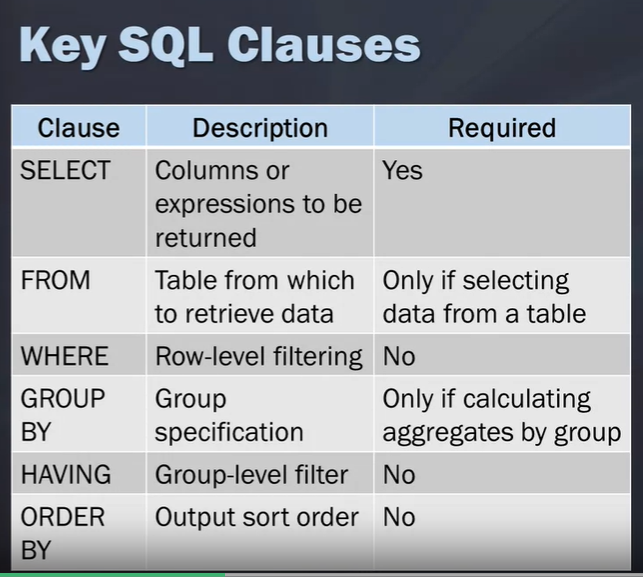 Key SQL Clauses
Clause Description Required
SELECT Columns or Yes
expressions to be
returned
FROM Table from which Only if selecting
to retrieve data data from a table
WHERE Row-level filtering No
GROUP Group Only if calculating
BY specification aggregates by group
HAVING Group-level filter No
ORDER Output sort order No
BY